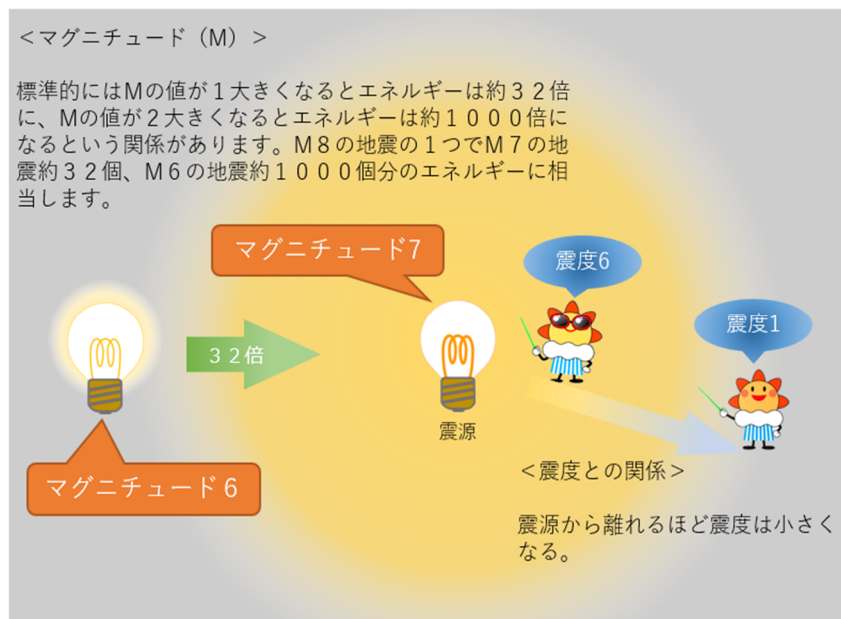 ＜マグニチュード（M）＞
標準的にはMの値が１大きくなるとエネルギーは約３２倍
に、Mの値が２大きくなるとエネルギーは約１０００倍に
なるという関係があります。M８の地震の１つでM７の地
震約３２個、M６の地震約１０００個分のエネルギーに相
当します。
マグニチュード7
震度6
震度1
３２倍
震源
マグニチュード６
＜震度との関係＞
震源から離れるほど震度は小さく
なる。